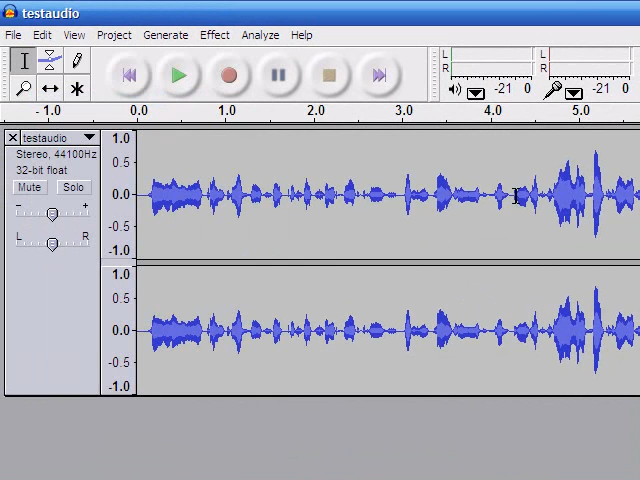 testaudio
File Edit View Project Generate Effect Analyze Help
L
R
-21 0
L
R
-21 0
- 1.0 0.0 1.0 2.0 3.0 4.0 5.0
testaudio
Stereo, 44100Hz
32-bit float
Mute Solo
- +
L R
1.0
0.5
0.0
-0.5
-1.0
1.0
0.5
0.0
-0.5
-1.0